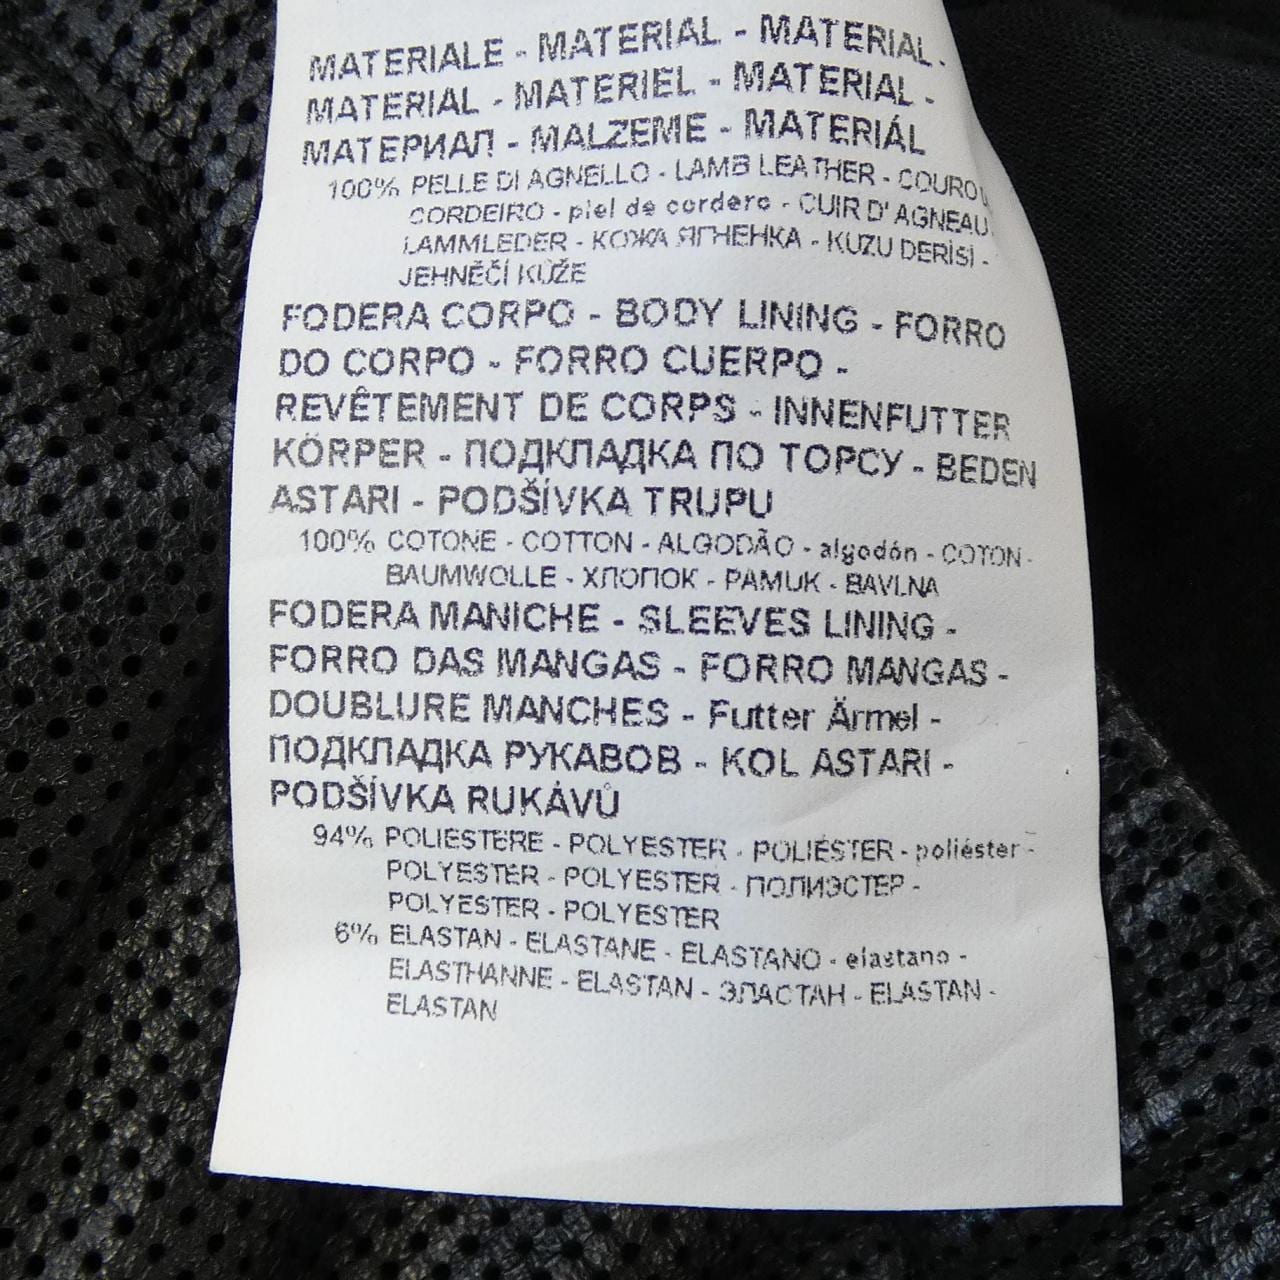 MATERIALE - MATERIAL - MATERIAL -
MATERIAL - MATERIEL - MATERIAL -
МАТЕРИАЛ - MALZEME - MATERIÁL
100% PELLE DI AGNELLO - LAMB LEATHER - COURO
CORDEIRO - piel de cordero - CUIR D' AGNEAU
LAMMLEDER - КОЖА ЯГНЕНКА - KUZU DERİSİ -
JEHNĚČÍ KŮŽE
FODERA CORPO - BODY LINING - FORRO
DO CORPO - FORRO CUERPO -
REVÊTEMENT DE CORPS - INNENFUTTER
KÖRPER - ПОДКЛАДКА ПО ТОРСУ - BEDEN
ASTARI - PODŠÍVKA TRUPU
100% COTONE - COTTON - ALGODÃO - algodón - COTON -
BAUMWOLLE - ХЛОПОК - PAMUK - BAVLNA
FODERA MANICHE - SLEEVES LINING -
FORRO DAS MANGAS - FORRO MANGAS -
DOUBLURE MANCHES - Futter Ärmel -
ПОДКЛАДКА РУКАВОВ - KOL ASTARI -
PODŠÍVKA RUKÁVŮ
94% POLIESTERE - POLYESTER - POLIÉSTER - poliéster -
POLYESTER - POLYESTER - ПОЛИЭСТЕР -
POLYESTER - POLYESTER
6% ELASTAN - ELASTANE - ELASTANO - elastano -
ELASTHANNE - ELASTAN - ЭЛАСТАН - ELASTAN -
ELASTAN